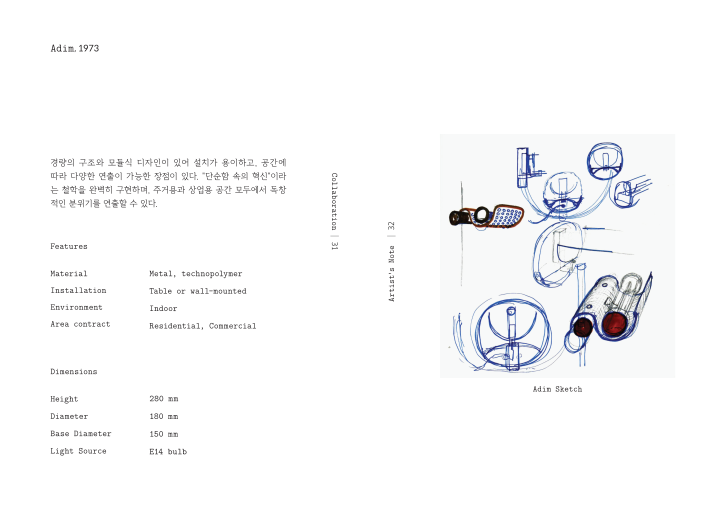 Adim.1973
경량의 구조와 모듈식 디자인이 있어 설치가 용이하고, 공간에
따라 다양한 연출이 가능한 장점이 있다. "단순함 속의 혁신"이라
는 철학을 완벽히 구현하며, 주거용과 상업용 공간 모두에서 독창
적인 분위기를 연출할 수 있다.
Features
Material Metal, technopolymer
Installation Table or wall-mounted
Environment Indoor
Area contract Residential, Commercial
Dimensions
Height 280 mm
Diameter 180 mm
Base Diameter 150 mm
Light Source E14 bulb
Collaboration | 31
Artist's Note | 32
Adim Sketch